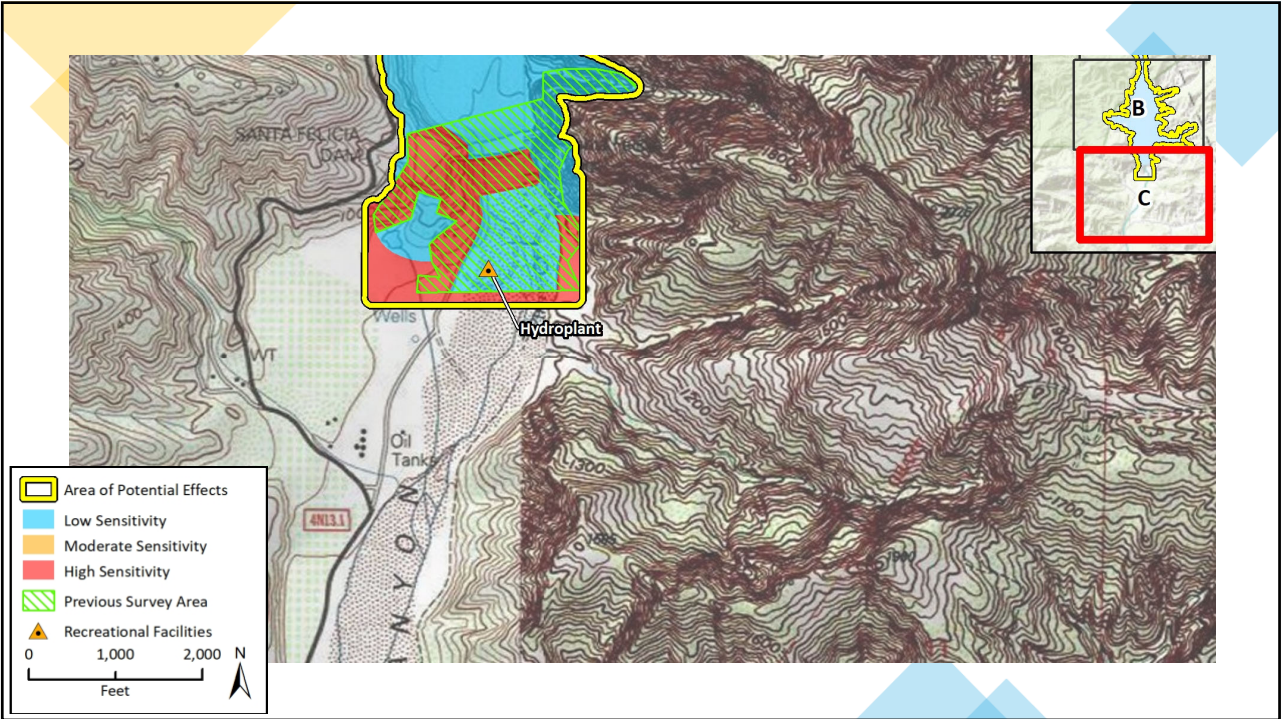 SANTA FELICIA
DAM
B
C
Hydroplant
Wells
WT
Oil
Tanks
4N13.1
1400
1300
1200
1600
1700
N Y O N
Area of Potential Effects
Low Sensitivity
Moderate Sensitivity
High Sensitivity
Previous Survey Area
Recreational Facilities
0 1,000 2,000 N
Feet